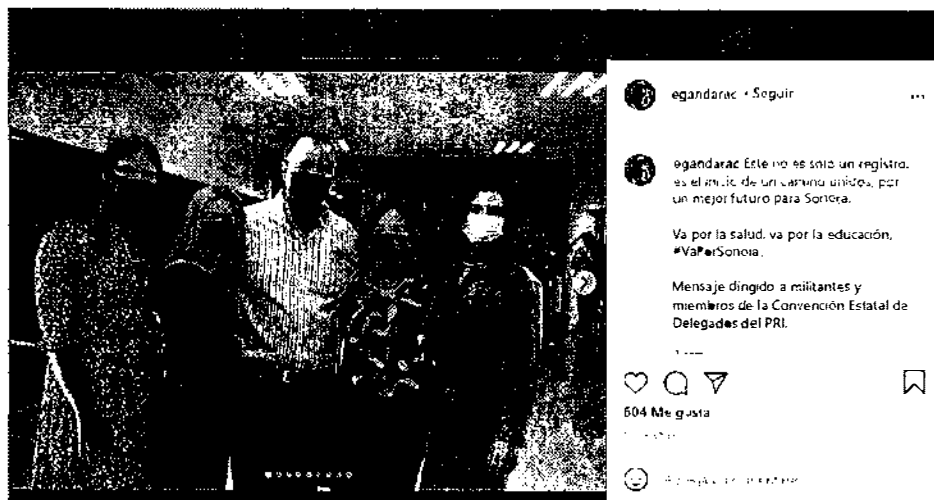 egandarac • Seguir
egandarac Este no es solo un registro,
es el inicio de un camino unidos, por
un mejor futuro para Sonora.
Va por la salud, va por la educación,
#VaPorSonora.
Mensaje dirigido a militantes y
miembros de la Convención Estatal de
Delegados del PRI.
604 Me gusta